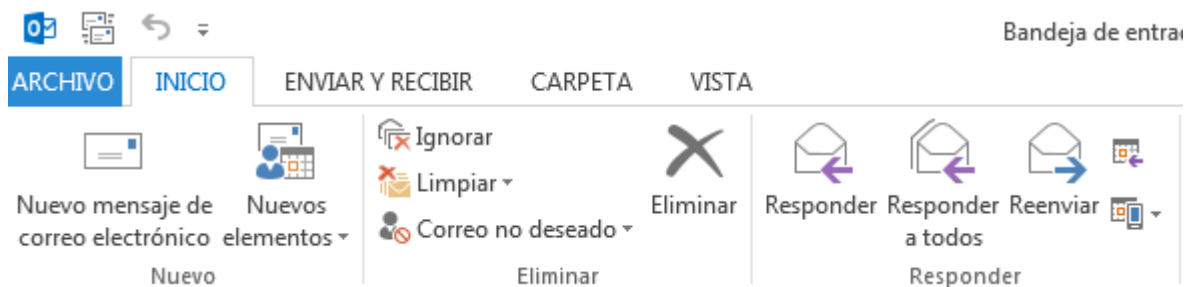 Bandeja de entrad
ARCHIVO INICIO ENVIAR Y RECIBIR CARPETA VISTA
Nuevo mensaje de
correo electrónico
Nuevos
elementos
Nuevo
Ignorar
Limpiar
Correo no deseado
Eliminar
Eliminar
Responder
Responder
a todos
Reenviar
Responder